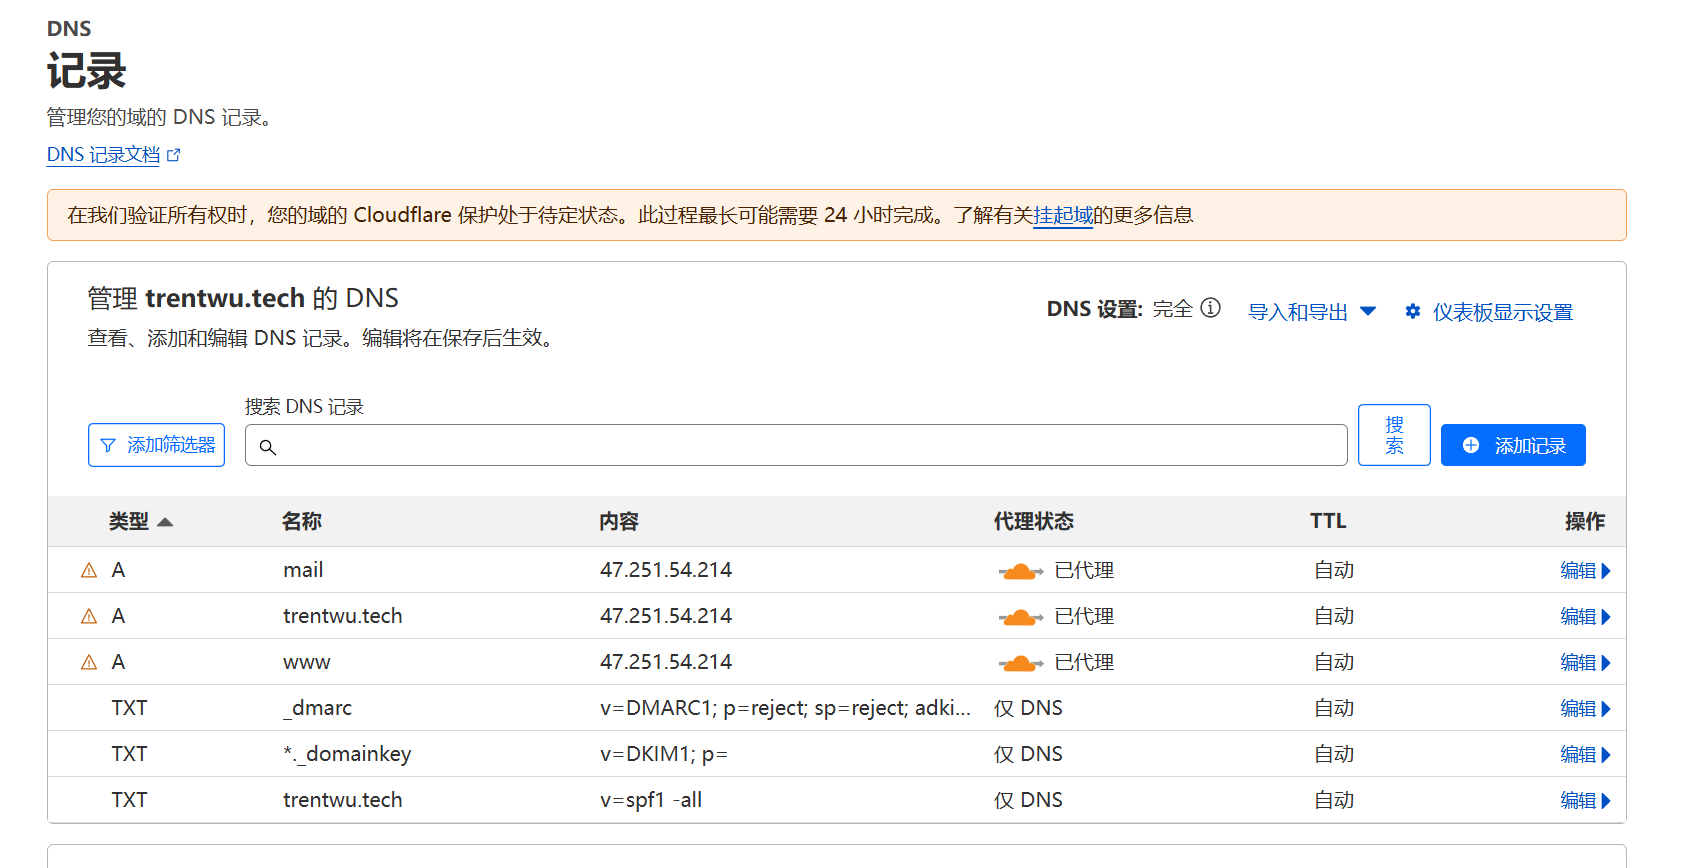 DNS
记录
管理您的域的 DNS 记录。
DNS 记录文档
在我们验证所有权时，您的域的 Cloudflare 保护处于待定状态。此过程最长可能需要 24 小时完成。了解有关挂起域的更多信息
管理 trentwu.tech 的 DNS
DNS 设置: 完全
导入和导出
仪表板显示设置
查看、添加和编辑 DNS 记录。编辑将在保存后生效。
搜索 DNS 记录
添加筛选器
搜
索
添加记录
类型 名称 内容 代理状态 TTL 操作
A mail 47.251.54.214 已代理 自动 编辑
A trentwu.tech 47.251.54.214 已代理 自动 编辑
A www 47.251.54.214 已代理 自动 编辑
TXT _dmarc v=DMARC1; p=reject; sp=reject; adki... 仅 DNS 自动 编辑
TXT *._domainkey v=DKIM1; p= 仅 DNS 自动 编辑
TXT trentwu.tech v=spf1 -all 仅 DNS 自动 编辑